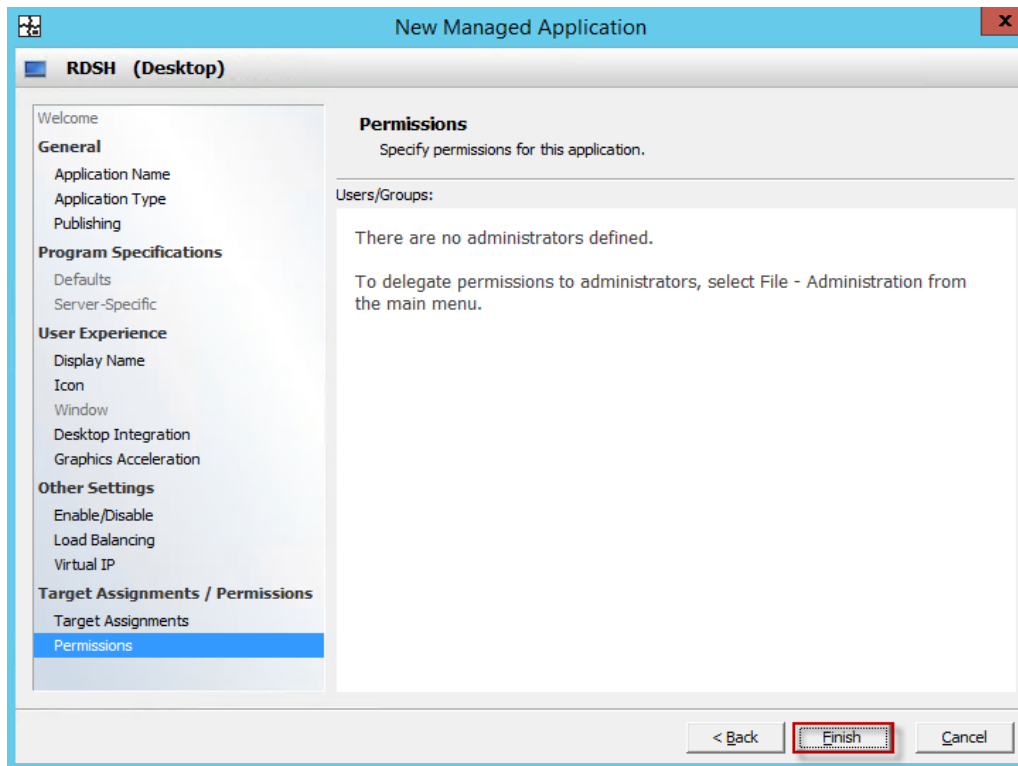 New Managed Application
x
RDSH (Desktop)
Welcome
General
Application Name
Application Type
Publishing
Program Specifications
Defaults
Server-Specific
User Experience
Display Name
Icon
Window
Desktop Integration
Graphics Acceleration
Other Settings
Enable/Disable
Load Balancing
Virtual IP
Target Assignments / Permissions
Target Assignments
Permissions
Permissions
Specify permissions for this application.
Users/Groups:
There are no administrators defined.
To delegate permissions to administrators, select File - Administration from
the main menu.
< Back
Finish
Cancel